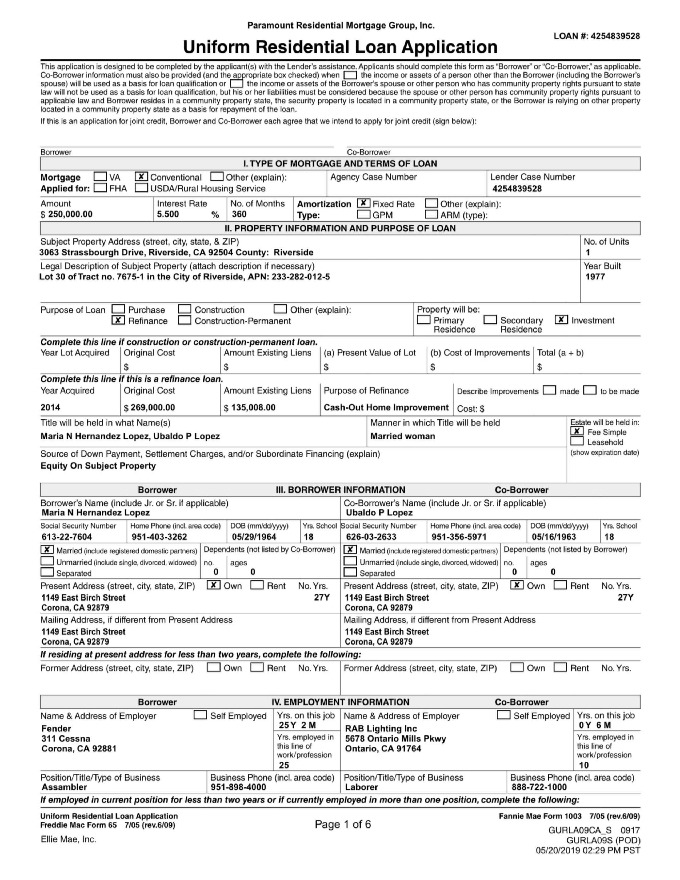 Paramount Residential Mortgage Group, Inc.
LOAN #: 4254839528
Uniform Residential Loan Application
This application is designed to be completed by the applicant(s) with the Lender's assistance. Applicants should complete this form as "Borrower" or "Co-Borrower," as applicable.
Co-Borrower information must also be provided (and the appropriate box checked) when the income or assets of a person other than the Borrower (including the Borrower's
spouse) will be used as a basis for loan qualification or the income or assets of the Borrower's spouse or other person who has community property rights pursuant to state
law will not be used as a basis for loan qualification, but his or her liabilities must be considered because the spouse or other person has community property rights pursuant to
applicable law and Borrower resides in a community property state, the security property is located in a community property state, or the Borrower is relying on other property
located in a community property state as a basis for repayment of the loan.
If this is an application for joint credit, Borrower and Co-Borrower each agree that we intend to apply for joint credit (sign below):
Borrower Co-Borrower
I. TYPE OF MORTGAGE AND TERMS OF LOAN
Mortgage VA X Conventional Other (explain): Agency Case Number Lender Case Number
Applied for: FHA USDA/Rural Housing Service 4254839528
Amount Interest Rate No. of Months Amortization X Fixed Rate Other (explain):
$ 250,000.00 5.500 % 360 Type: GPM ARM (type):
II. PROPERTY INFORMATION AND PURPOSE OF LOAN
Subject Property Address (street, city, state, & ZIP) No. of Units
3063 Strassbourgh Drive, Riverside, CA 92504 County: Riverside 1
Legal Description of Subject Property (attach description if necessary) Year Built
Lot 30 of Tract no. 7675-1 in the City of Riverside, APN: 233-282-012-5 1977
Purpose of Loan Purchase Construction Other (explain): Property will be:
X Refinance Construction-Permanent Primary Residence Secondary Residence X Investment
Complete this line if construction or construction-permanent loan.
Year Lot Acquired Original Cost Amount Existing Liens (a) Present Value of Lot (b) Cost of Improvements Total (a + b)
$ $ $ $ $
Complete this line if this is a refinance loan.
Year Acquired Original Cost Amount Existing Liens Purpose of Refinance Describe Improvements made to be made
2014 $ 269,000.00 $ 135,008.00 Cash-Out Home Improvement Cost: $
Title will be held in what Name(s) Manner in which Title will be held Estate will be held in:
Maria N Hernandez Lopez, Ubaldo P Lopez Married woman X Fee Simple
Leasehold
Source of Down Payment, Settlement Charges, and/or Subordinate Financing (explain) (show expiration date)
Equity On Subject Property
Borrower III. BORROWER INFORMATION Co-Borrower
Borrower's Name (include Jr. or Sr. if applicable) Co-Borrower's Name (include Jr. or Sr. if applicable)
Maria N Hernandez Lopez Ubaldo P Lopez
Social Security Number Home Phone (incl. area code) DOB (mm/dd/yyyy) Yrs. School Social Security Number Home Phone (incl. area code) DOB (mm/dd/yyyy) Yrs. School
613-22-7604 951-403-3262 05/29/1964 18 626-03-2633 951-356-5971 05/16/1963 18
X Married (include registered domestic partners) Dependents (not listed by Co-Borrower) X Married (include registered domestic partners) Dependents (not listed by Borrower)
Unmarried (include single, divorced, widowed) no. ages Unmarried (include single, divorced, widowed) no. ages
Separated 0 0 Separated 0 0
Present Address (street, city, state, ZIP) X Own Rent No. Yrs. Present Address (street, city, state, ZIP) X Own Rent No. Yrs.
1149 East Birch Street 27Y 1149 East Birch Street 27Y
Corona, CA 92879 Corona, CA 92879
Mailing Address, if different from Present Address Mailing Address, if different from Present Address
1149 East Birch Street 1149 East Birch Street
Corona, CA 92879 Corona, CA 92879
If residing at present address for less than two years, complete the following:
Former Address (street, city, state, ZIP) Own Rent No. Yrs. Former Address (street, city, state, ZIP) Own Rent No. Yrs.
Borrower IV. EMPLOYMENT INFORMATION Co-Borrower
Name & Address of Employer Self Employed Yrs. on this job Name & Address of Employer Self Employed Yrs. on this job
Fender 25Y 2 M RAB Lighting Inc 0Y 6 M
311 Cessna Yrs. employed in this line of work/profession 5678 Ontario Mills Pkwy Yrs. employed in this line of work/profession
Corona, CA 92881 25 Ontario, CA 91764 10
Position/Title/Type of Business Business Phone (incl. area code) Position/Title/Type of Business Business Phone (incl. area code)
Assambler 951-898-4000 Laborer 888-722-1000
If employed in current position for less than two years or if currently employed in more than one position, complete the following:
Uniform Residential Loan Application Fannie Mae Form 1003 7/05 (rev.6/09)
Freddie Mac Form 65 7/05 (rev.6/09) Page 1 of 6
GURLA09CA_S 0917
Ellie Mae, Inc. GURLA09S (POD)
05/20/2019 02:29 PM PST